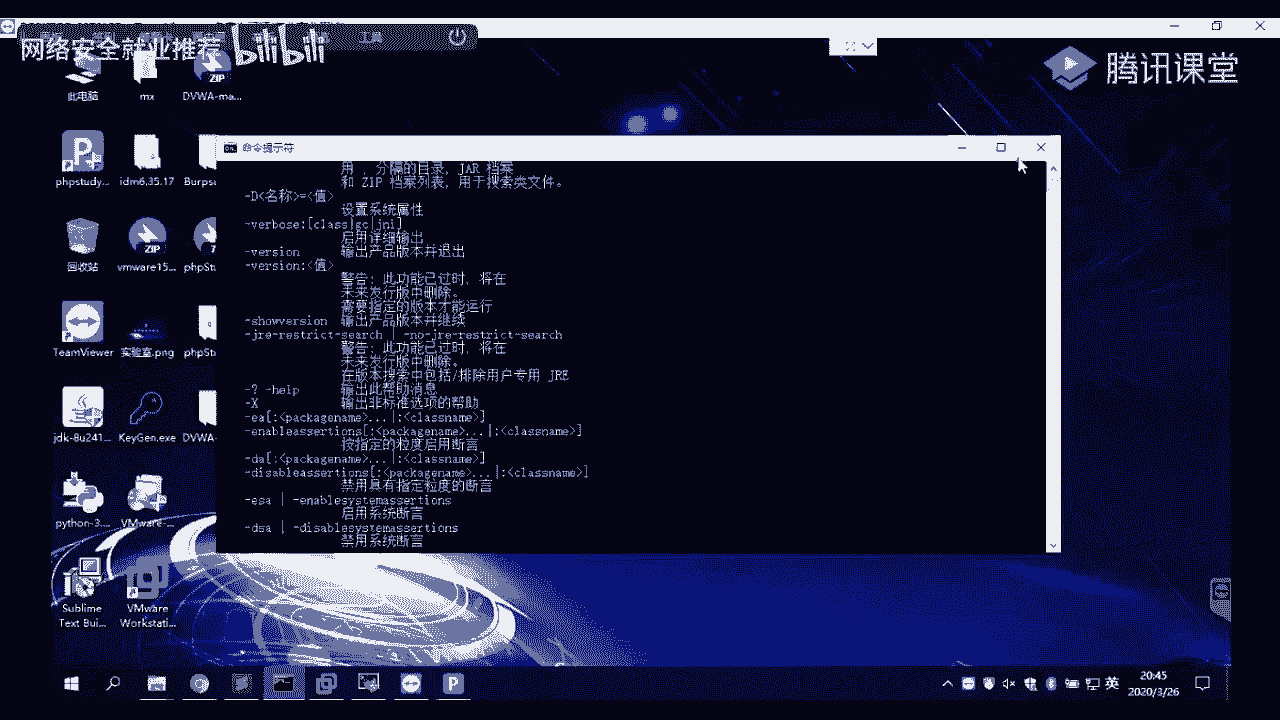 网络安全就业推荐
bilibili
工具
腾讯课堂
此电脑
mx
DVWA-ma...
phpstudy...
idm6.35.17
Burpsu
回收站
vmware15...
phpStu
TeamViewer
实验室.png
phpSt
jdk-8u241...
KeyGen.exe
DVWA-
python-3....
VMware-...
Sublime Text Bui...
VMware Workstati...
命令提示符
用 ; 分隔的目录, JAR 档案
和 ZIP 档案列表, 用于搜索类文件。
-D<名称>=<值>
设置系统属性
-verbose:[class|gc|jni]
启用详细输出
-version 输出产品版本并退出
-version:<值>
警告: 此功能已过时, 将在
未来发行版中删除。
需要指定的版本才能运行
-showversion 输出产品版本并继续
-jre-restrict-search | -no-jre-restrict-search
警告: 此功能已过时, 将在
未来发行版中删除。
在版本搜索中包括/排除用户专用 JRE
-? -help 输出此帮助消息
-X 输出非标准选项的帮助
-ea[:<packagename>...|:<classname>]
-enableassertions[:<packagename>...|:<classname>]
按指定的粒度启用断言
-da[:<packagename>...|:<classname>]
-disableassertions[:<packagename>...|:<classname>]
禁用具有指定粒度的断言
-esa | -enablesystemassertions
启用系统断言
-dsa | -disablesystemassertions
禁用系统断言
英
20:45
2020/3/26